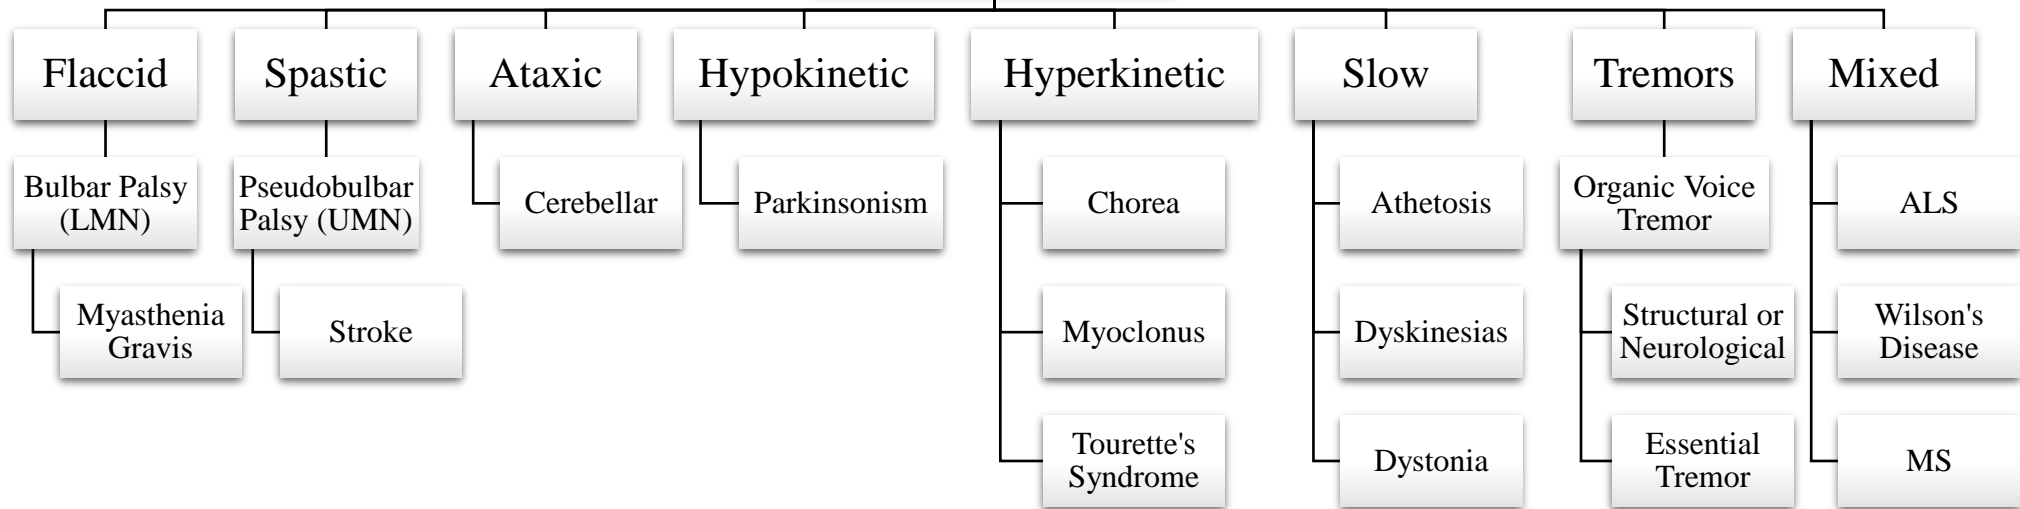 Flaccid
Spastic
Ataxic
Hypokinetic
Hyperkinetic
Slow
Tremors
Mixed
Bulbar Palsy
(LMN)
Pseudobulbar
Palsy (UMN)
Cerebellar
Parkinsonism
Chorea
Athetosis
Organic Voice
Tremor
ALS
Myasthenia
Gravis
Stroke
Myoclonus
Dyskinesias
Structural or
Neurological
Wilson's
Disease
Tourette's
Syndrome
Dystonia
Essential
Tremor
MS